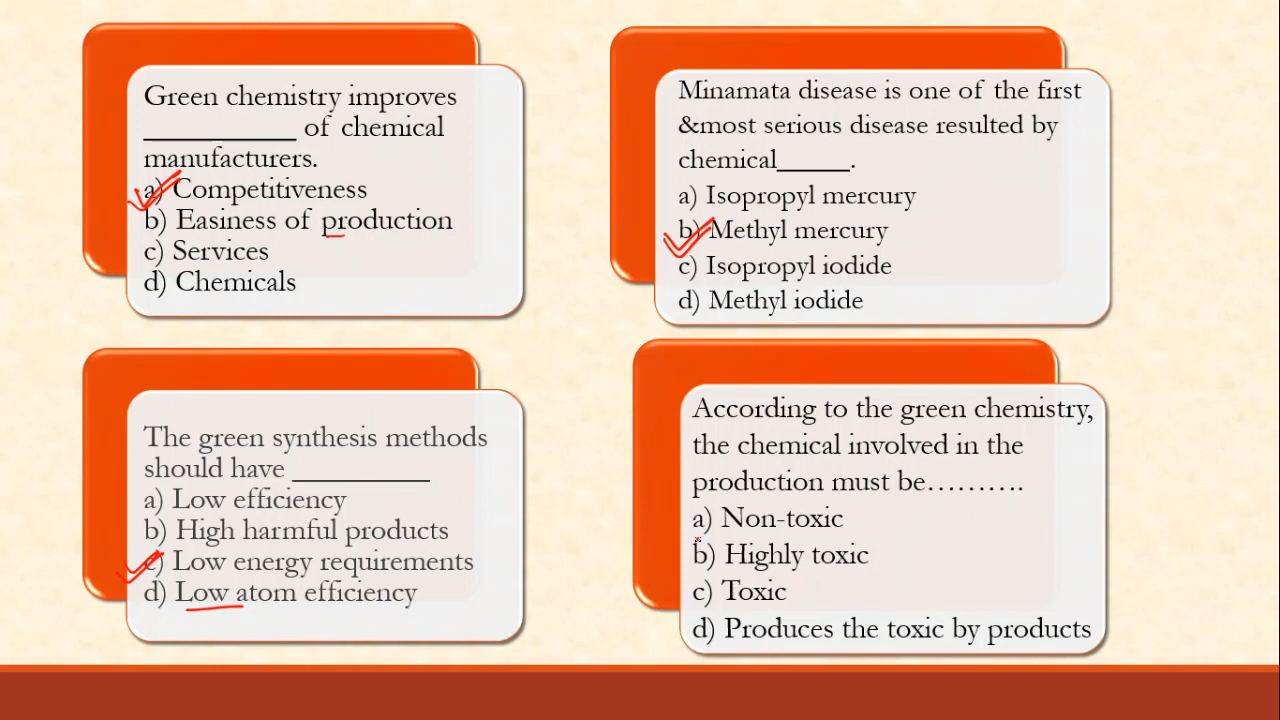 Green chemistry improves
___________ of chemical
manufacturers.
a) Competitiveness
b) Easiness of production
c) Services
d) Chemicals
Minamata disease is one of the first
&most serious disease resulted by
chemical_____.
a) Isopropyl mercury
b) Methyl mercury
c) Isopropyl iodide
d) Methyl iodide
The green synthesis methods
should have __________
a) Low efficiency
b) High harmful products
c) Low energy requirements
d) Low atom efficiency
According to the green chemistry,
the chemical involved in the
production must be……….
a) Non-toxic
b) Highly toxic
c) Toxic
d) Produces the toxic by products